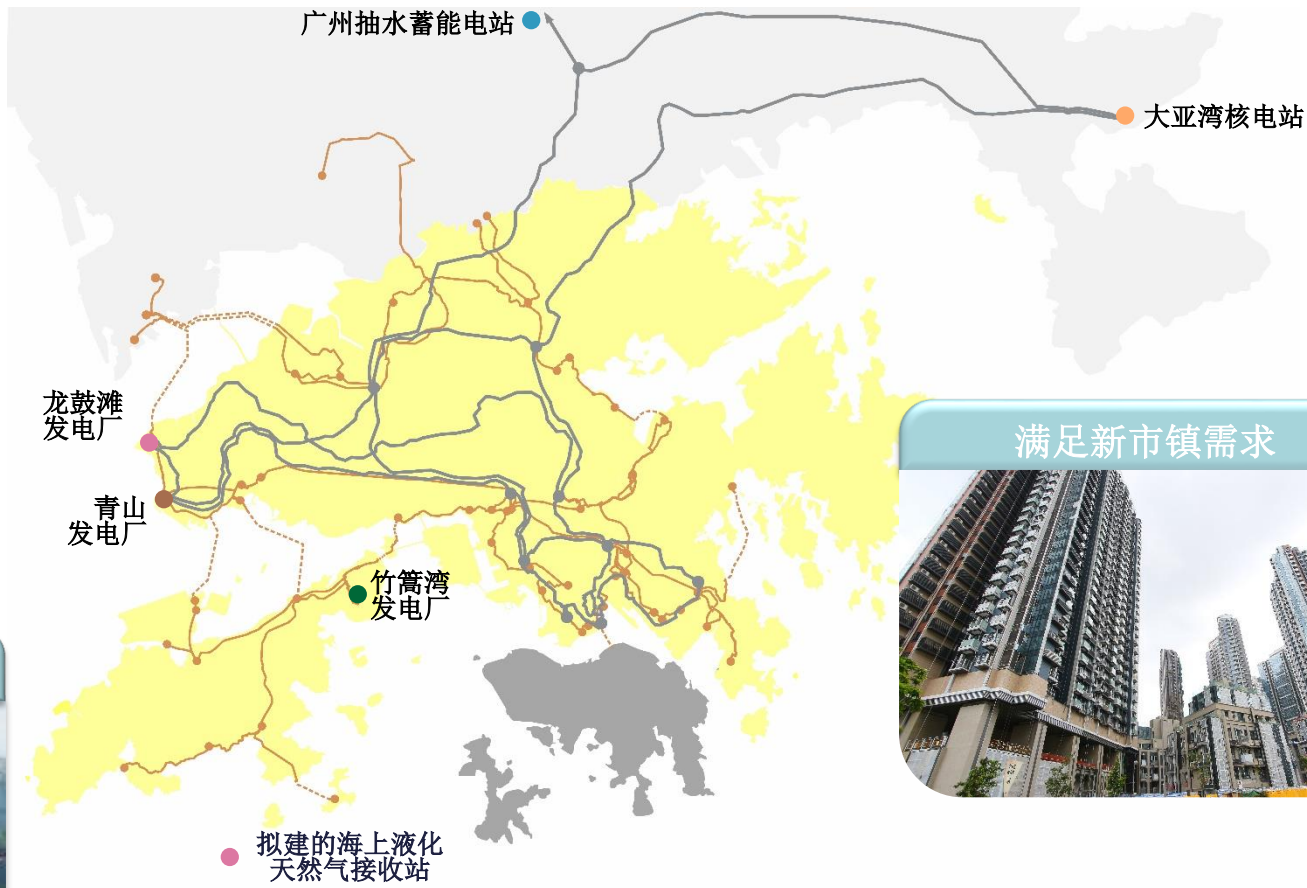 广州抽水蓄能电站
大亚湾核电站
龙鼓滩
发电厂
满足新市镇需求
青山
发电厂
竹篙湾
发电厂
拟建的海上液化
天然气接收站